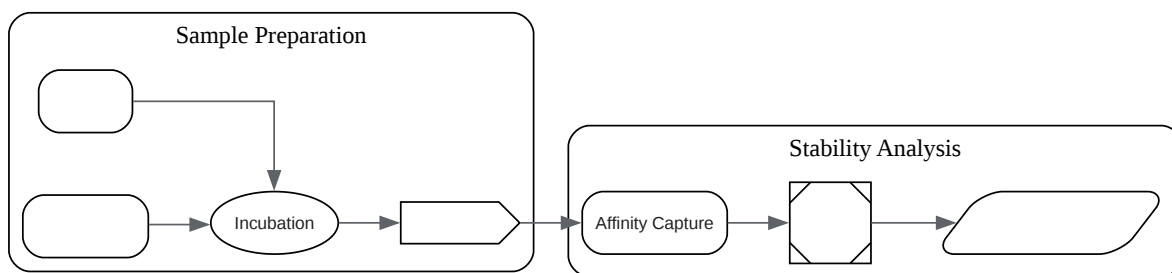 Sample Preparation
Stability Analysis
Incubation
Affinity Capture